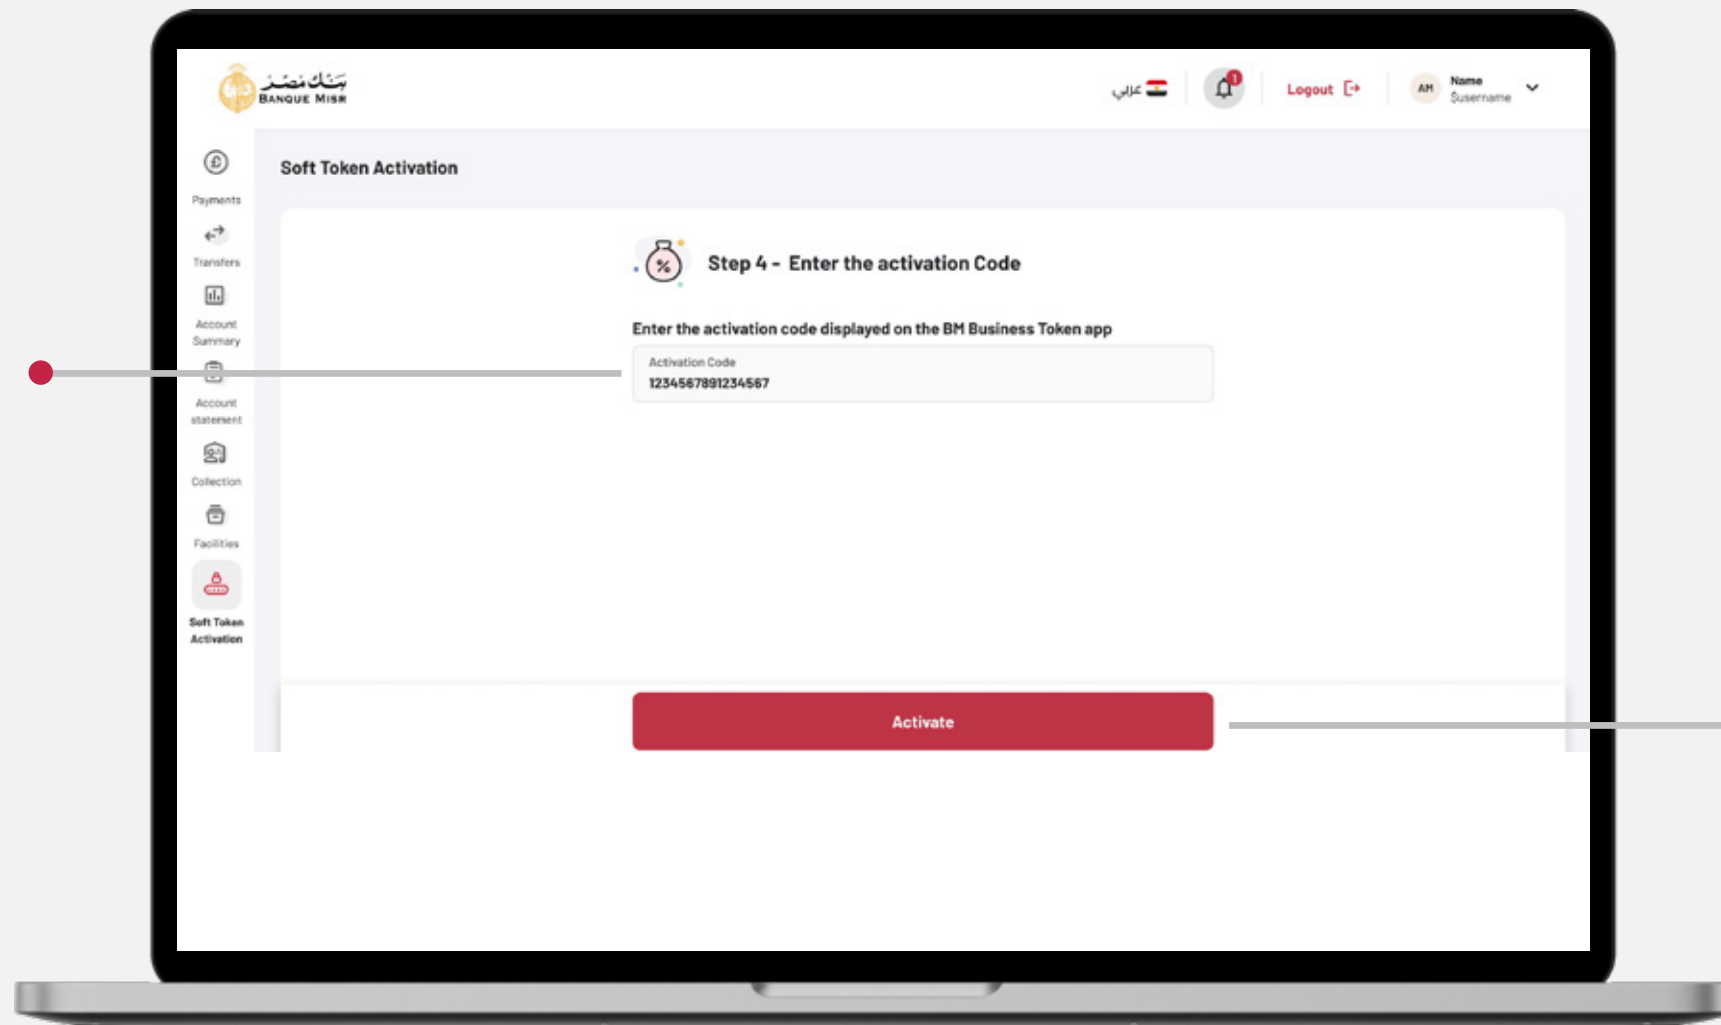 بنك مصر
BANQUE MISR
عربي
1
Logout
AM
Name
$username
Payments
Transfers
Account
Summary
Account
statement
Collection
Facilities
Soft Token
Activation
Soft Token Activation
Step 4 - Enter the activation Code
Enter the activation code displayed on the BM Business Token app
Activation Code
1234567891234567
Activate